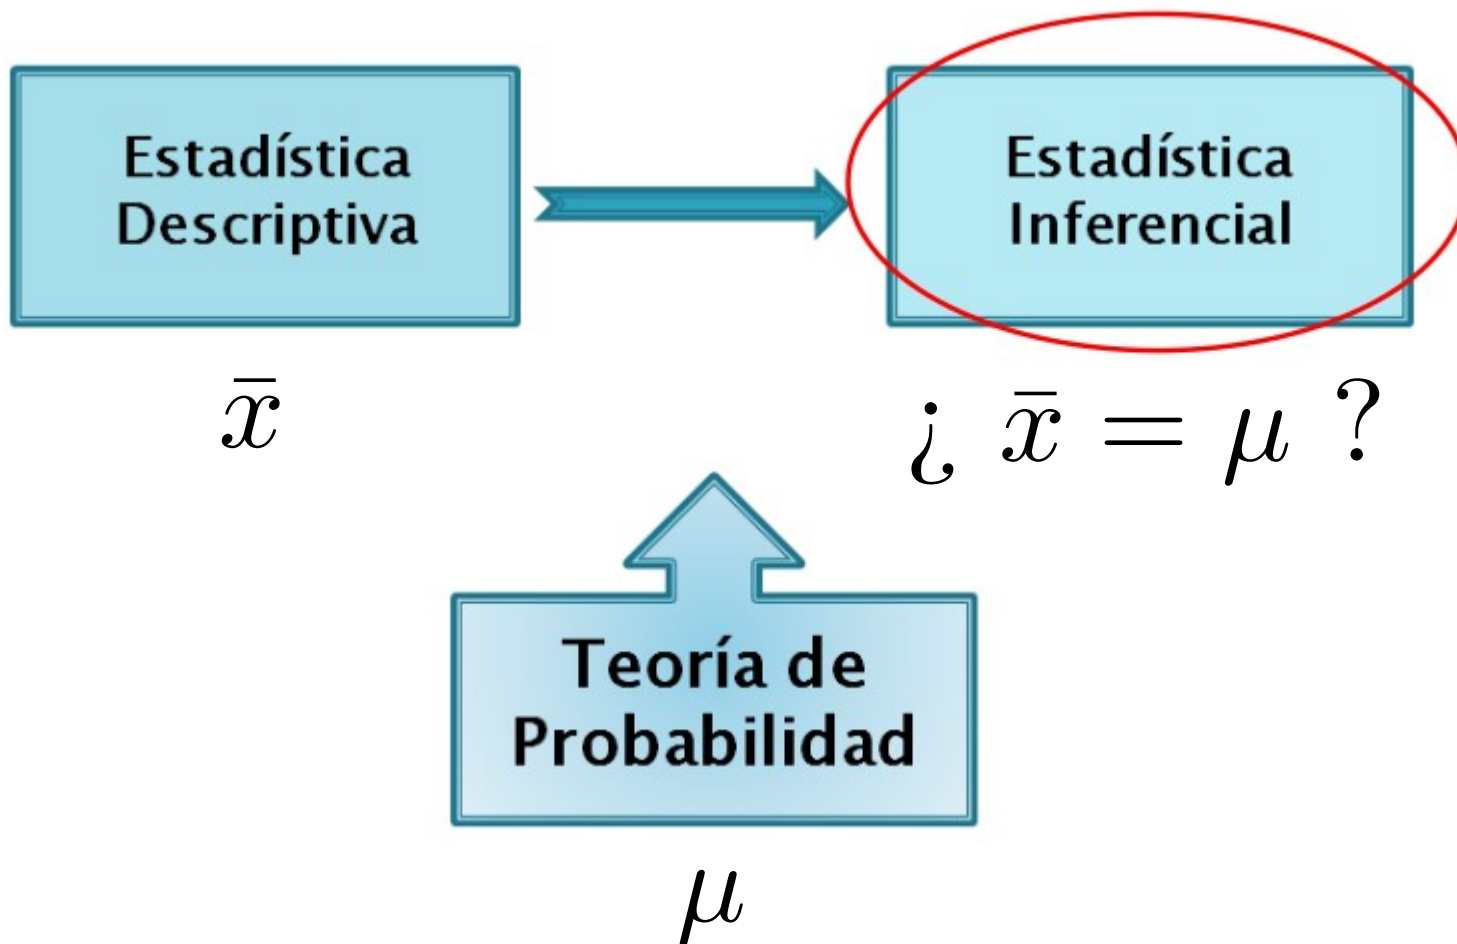 Estadística
Descriptiva
Estadística
Inferencial
x̄
¿ x̄ = μ ?
Teoría de
Probabilidad
μ